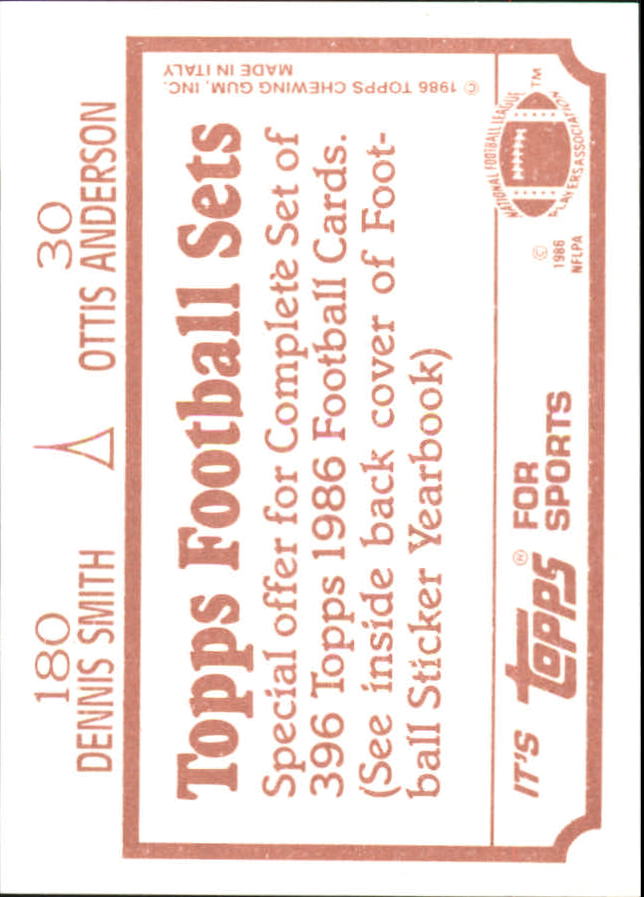 180
DENNIS SMITH
30
OTTIS ANDERSON
Topps Football Sets
Special offer for Complete Set of
396 Topps 1986 Football Cards.
(See inside back cover of Foot-
ball Sticker Yearbook)
© 1986 TOPPS CHEWING GUM, INC.
MADE IN ITALY
IT'S Topps® FOR SPORTS
© 1986 NFLPA
NATIONAL FOOTBALL LEAGUE
PLAYERS ASSOCIATION
TM